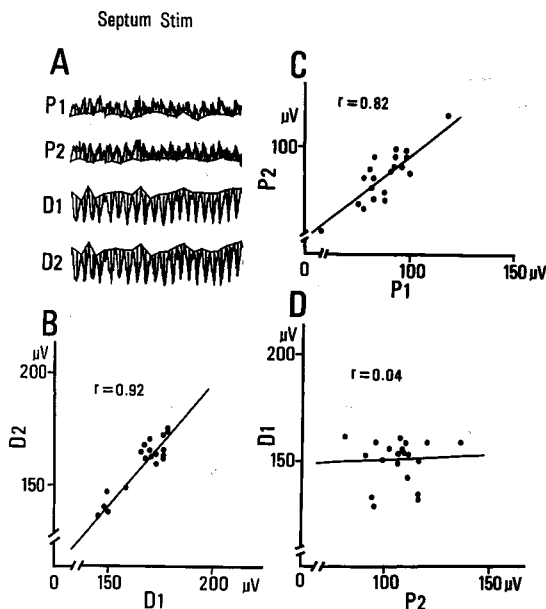 Septum Stim
A
P1
P2
D1
D2
C
μV
r=0.82
100
P2
0
0
100
150 μV
P1
B
μV
200
r=0.92
D2
150
0
150
200
D1
μV
D
μV
200
r=0.04
D1
150
0
0
100
150 μV
P2